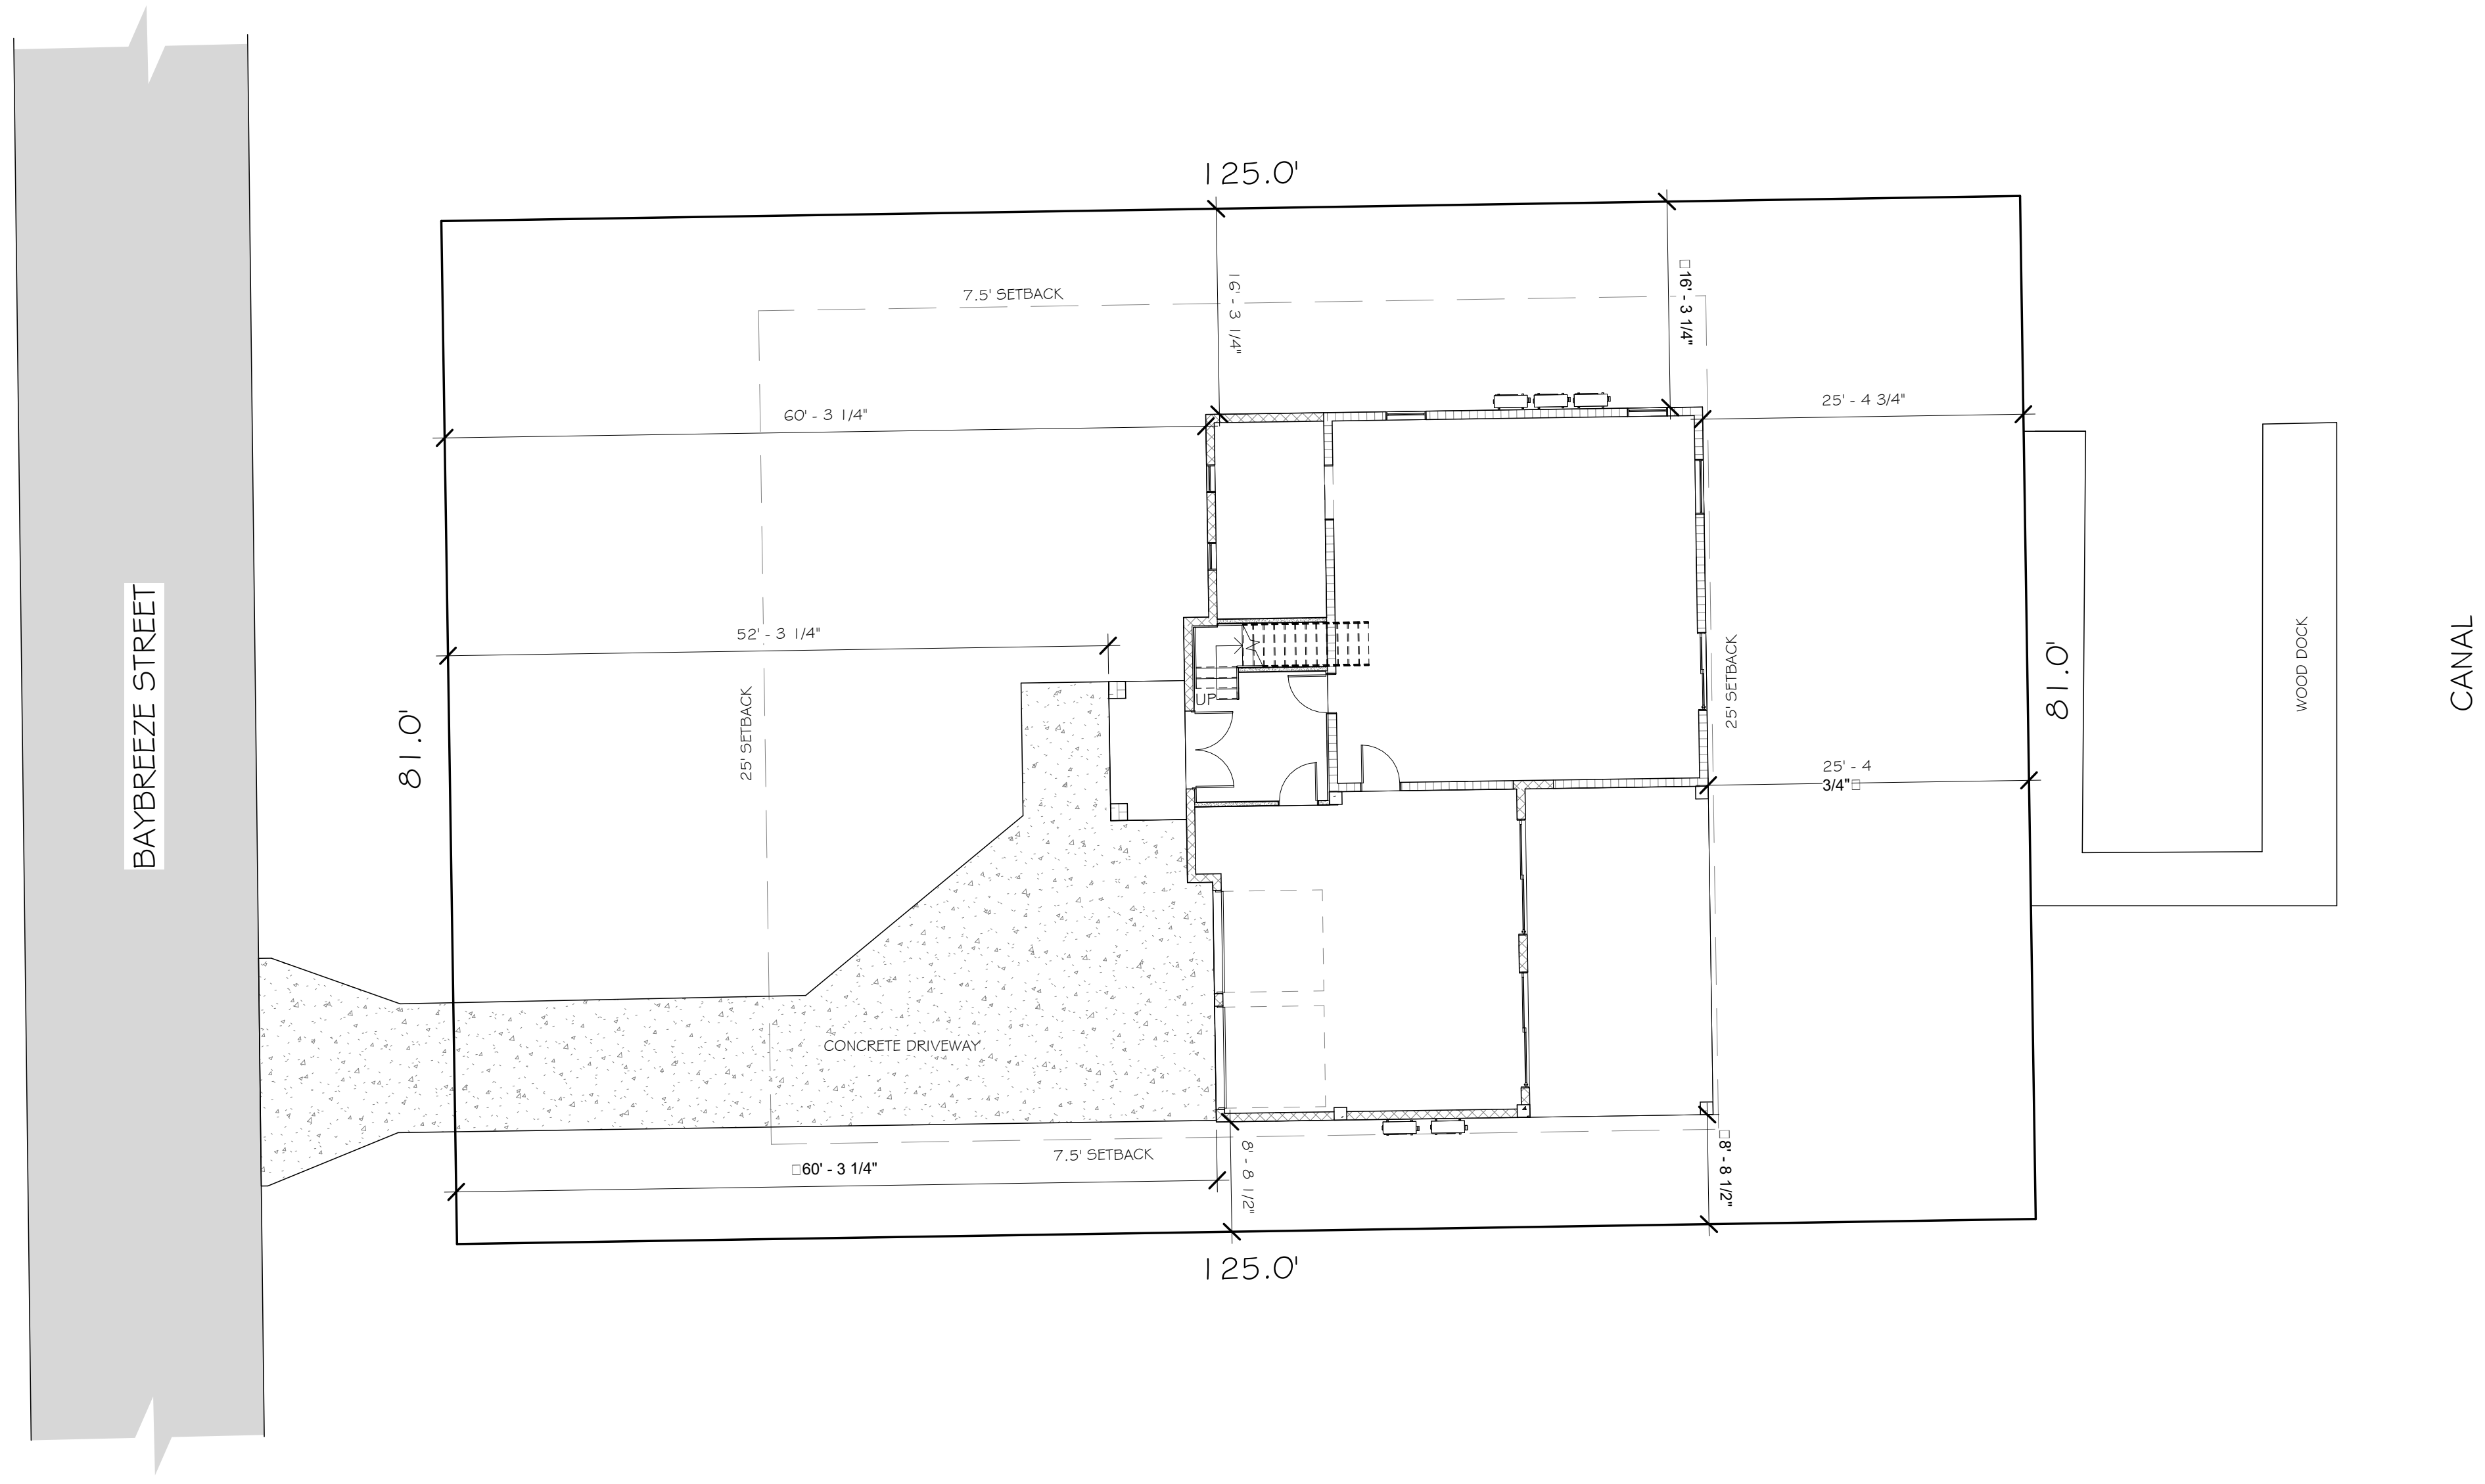 125.0'
7.5' SETBACK
16' - 3 1/4"
□16' - 3 1/4"
60' - 3 1/4"
25' - 4 3/4"
52' - 3 1/4"
BAYBREEZE STREET
81.0'
25' SETBACK
UP
25' SETBACK
81.0'
WOOD DOCK
CANAL
25' - 4
3/4"□
CONCRETE DRIVEWAY
7.5' SETBACK
□60' - 3 1/4"
8' - 8 1/2"
□8' - 8 1/2"
125.0'